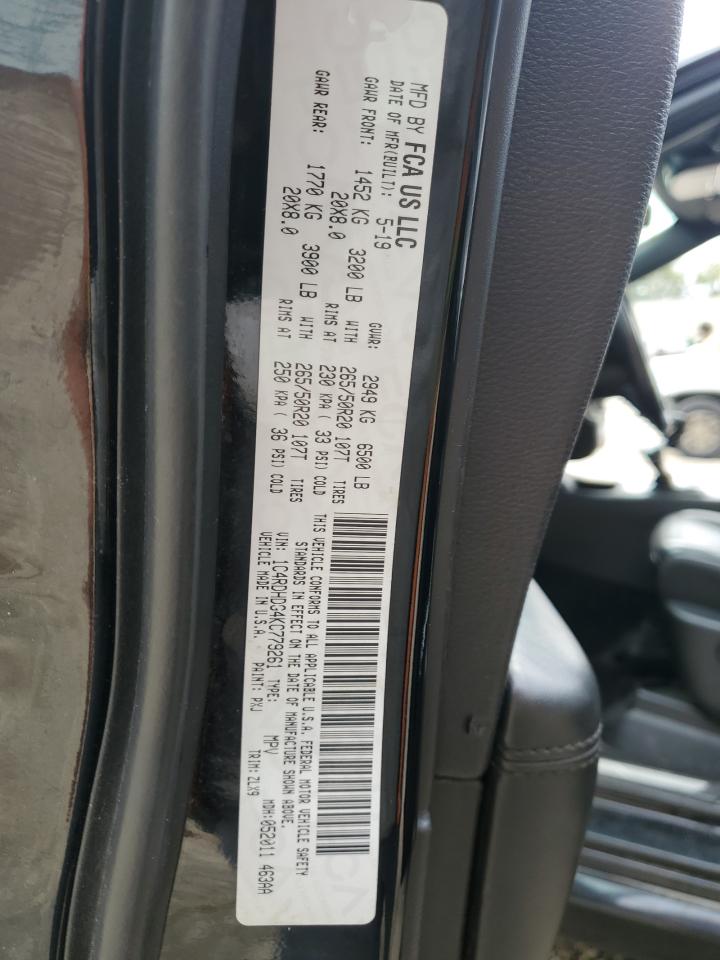 MFD BY FCA US LLC
DATE OF MFR(BUILT): 5-19 GVWR: 2949 KG 6500 LB
GAWR FRONT: 1452 KG 3200 LB WITH 265/50R20 107T TIRES
20X8.0 RIMS AT 230 KPA ( 33 PSI) COLD
GAWR REAR: 1770 KG 3900 LB WITH 265/50R20 107T TIRES
20X8.0 RIMS AT 250 KPA ( 36 PSI) COLD
THIS VEHICLE CONFORMS TO ALL APPLICABLE U.S.A. FEDERAL MOTOR VEHICLE SAFETY
STANDARDS IN EFFECT ON THE DATE OF MANUFACTURE SHOWN ABOVE.
VIN: 1C4RDHDG4KC779261 TYPE: MPV MDH:052011 463AA
VEHICLE MADE IN U.S.A. PAINT: PXJ TRIM:ZLX9